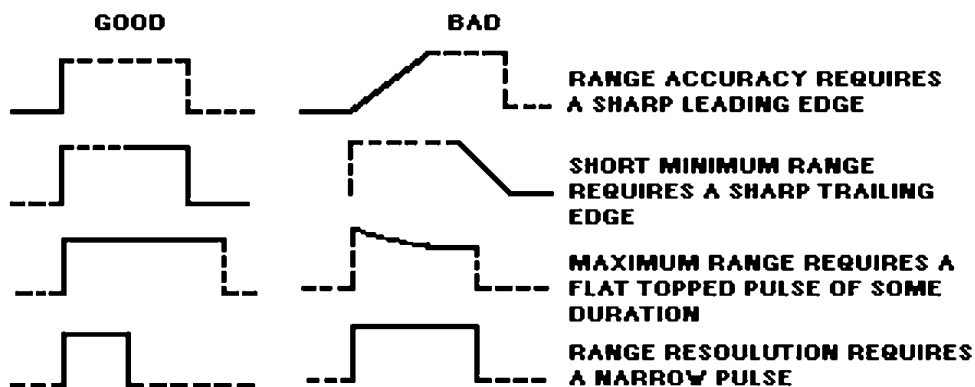 GOOD
BAD
RANGE ACCURACY REQUIRES
A SHARP LEADING EDGE
SHORT MINIMUM RANGE
REQUIRES A SHARP TRAILING
EDGE
MAXIMUM RANGE REQUIRES A
FLAT TOPPED PULSE OF SOME
DURATION
RANGE RESOULUTION REQUIRES
A NARROW PULSE